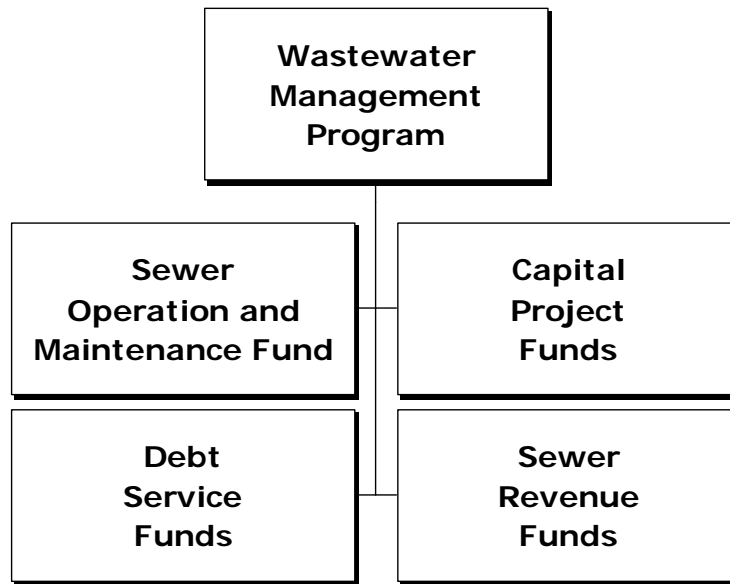 Wastewater
Management
Program
Sewer
Operation and
Maintenance Fund
Capital
Project
Funds
Debt
Service
Funds
Sewer
Revenue
Funds